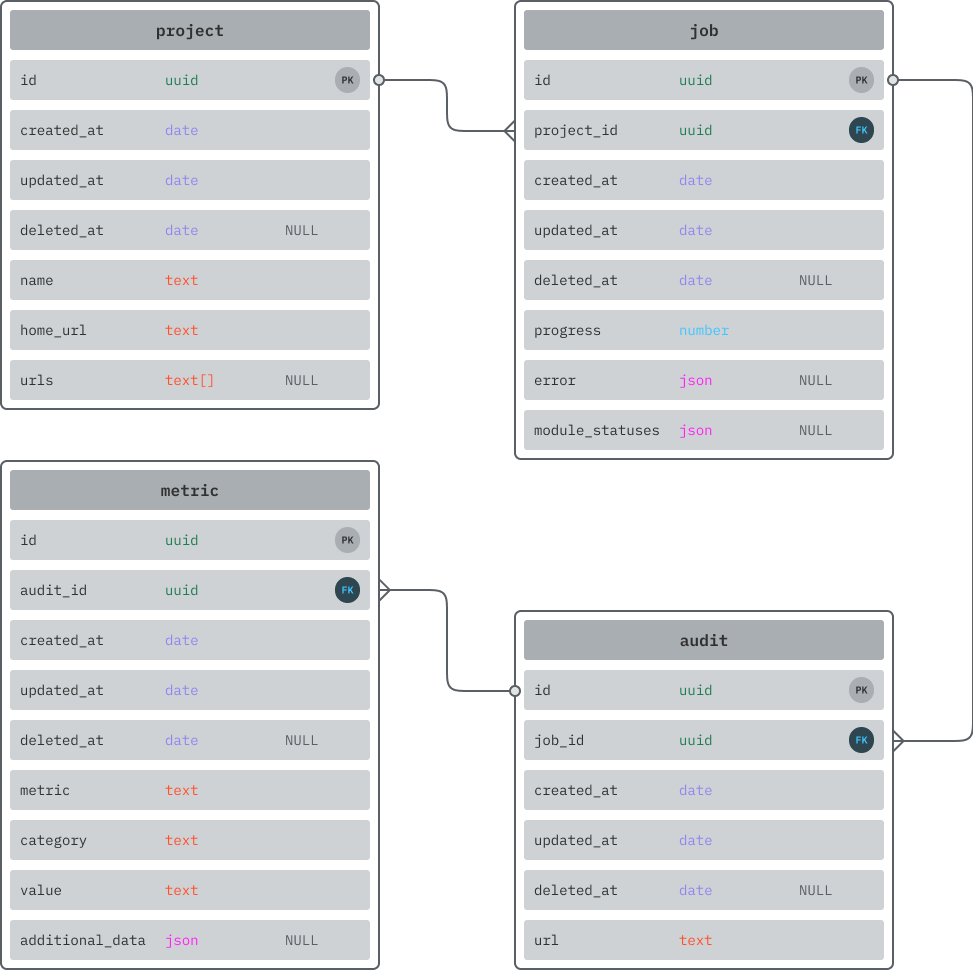 project
id uuid PK
created_at date
updated_at date
deleted_at date NULL
name text
home_url text
urls text[] NULL
job
id uuid PK
project_id uuid FK
created_at date
updated_at date
deleted_at date NULL
progress number
error json NULL
module_statuses json NULL
metric
id uuid PK
audit_id uuid FK
created_at date
updated_at date
deleted_at date NULL
metric text
category text
value text
additional_data json NULL
audit
id uuid PK
job_id uuid FK
created_at date
updated_at date
deleted_at date NULL
url text